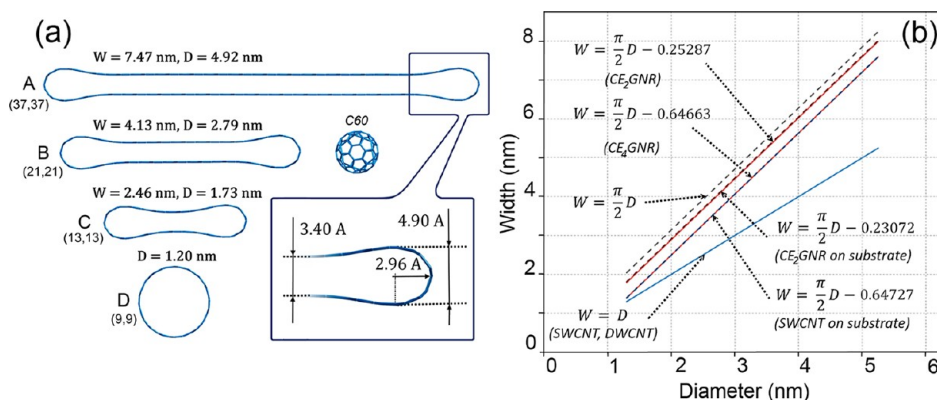 (a)
W = 7.47 nm, D = 4.92 nm
A
(37,37)
W = 4.13 nm, D = 2.79 nm
B
(21,21)
C60
W = 2.46 nm, D = 1.73 nm
C
(13,13)
D = 1.20 nm
D
(9,9)
3.40 A
4.90 A
2.96 A
(b)
Width (nm)
8
6
4
2
0
W = π/2 D − 0.25287
(CE₂GNR)
W = π/2 D − 0.64663
(CE₄GNR)
W = π/2 D
W = π/2 D − 0.23072
(CE₂GNR on substrate)
W = D
(SWCNT, DWCNT)
W = π/2 D − 0.64727
(SWCNT on substrate)
0 1 2 3 4 5 6
Diameter (nm)